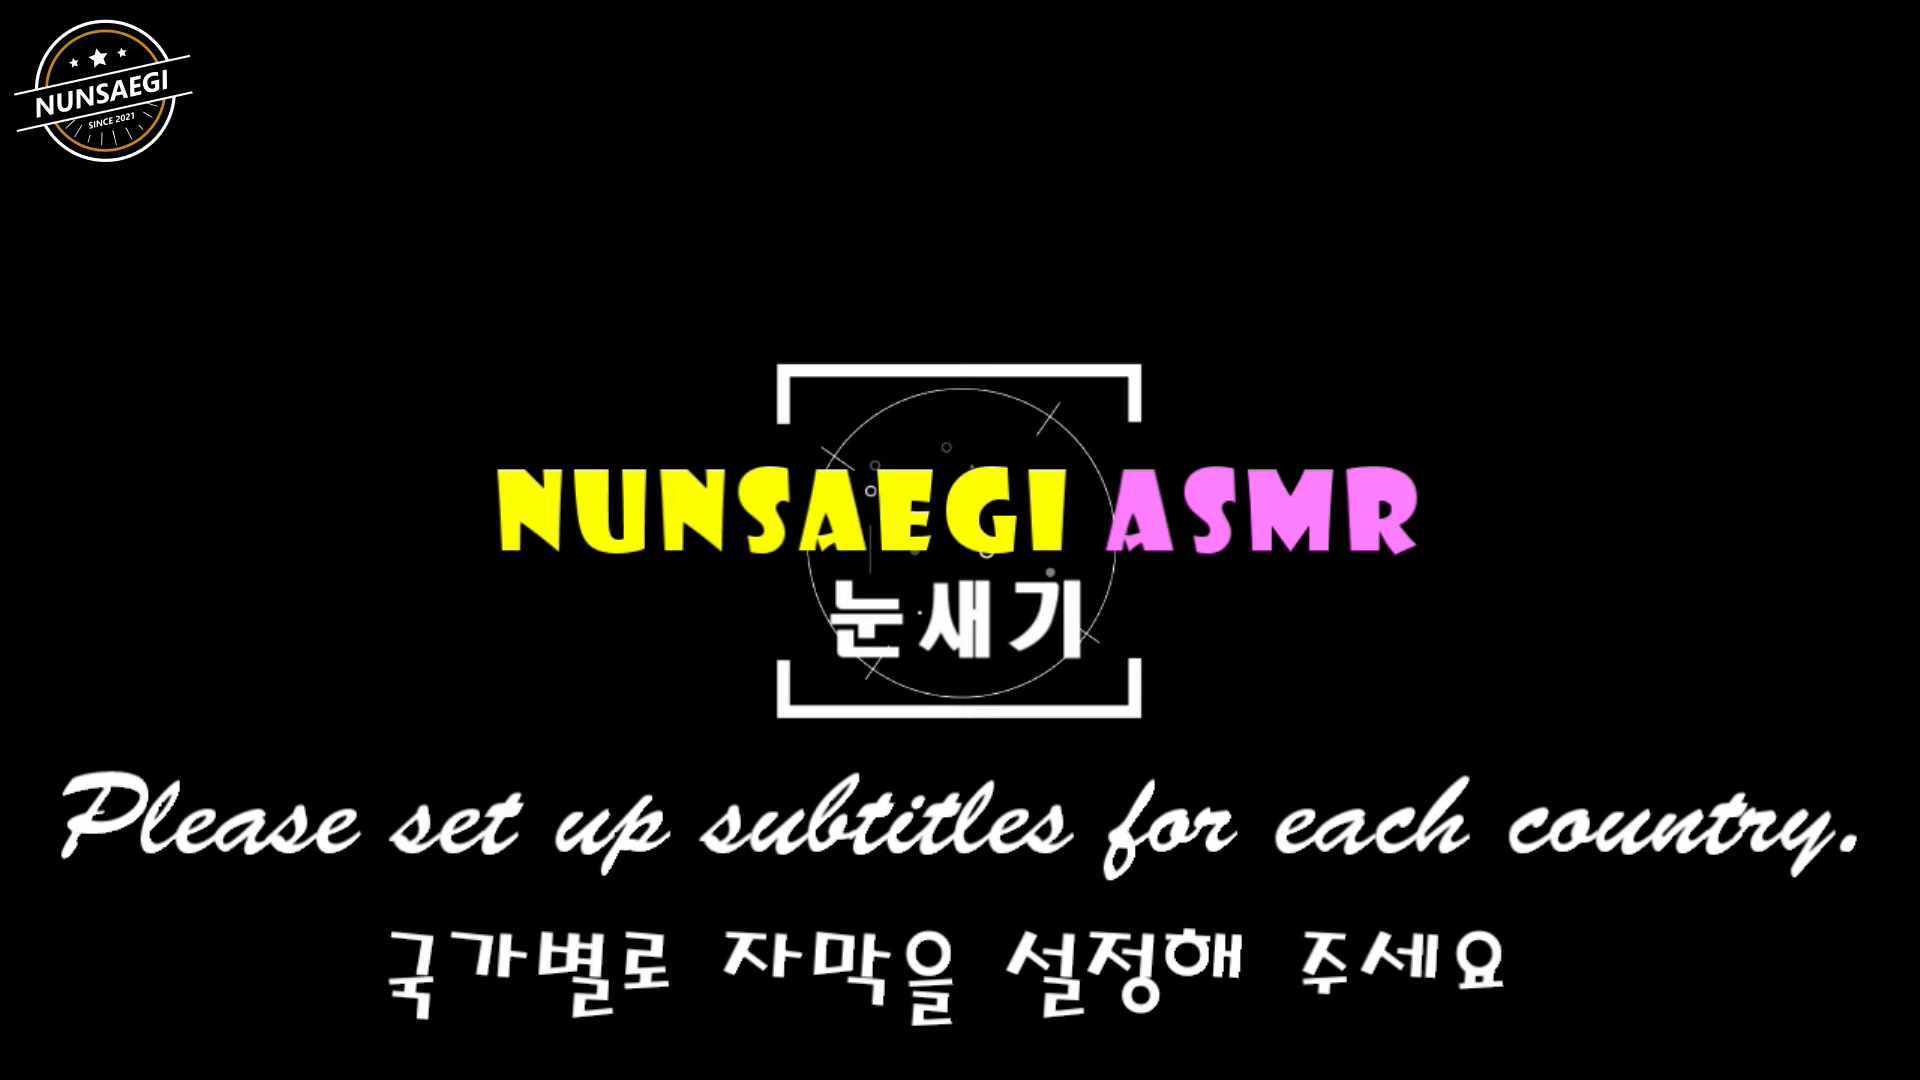 NUNSAEGI
SINCE 2021
NUNSAEGI ASMR
눈새기
Please set up subtitles for each country.
국가별로 자막을 설정해 주세요